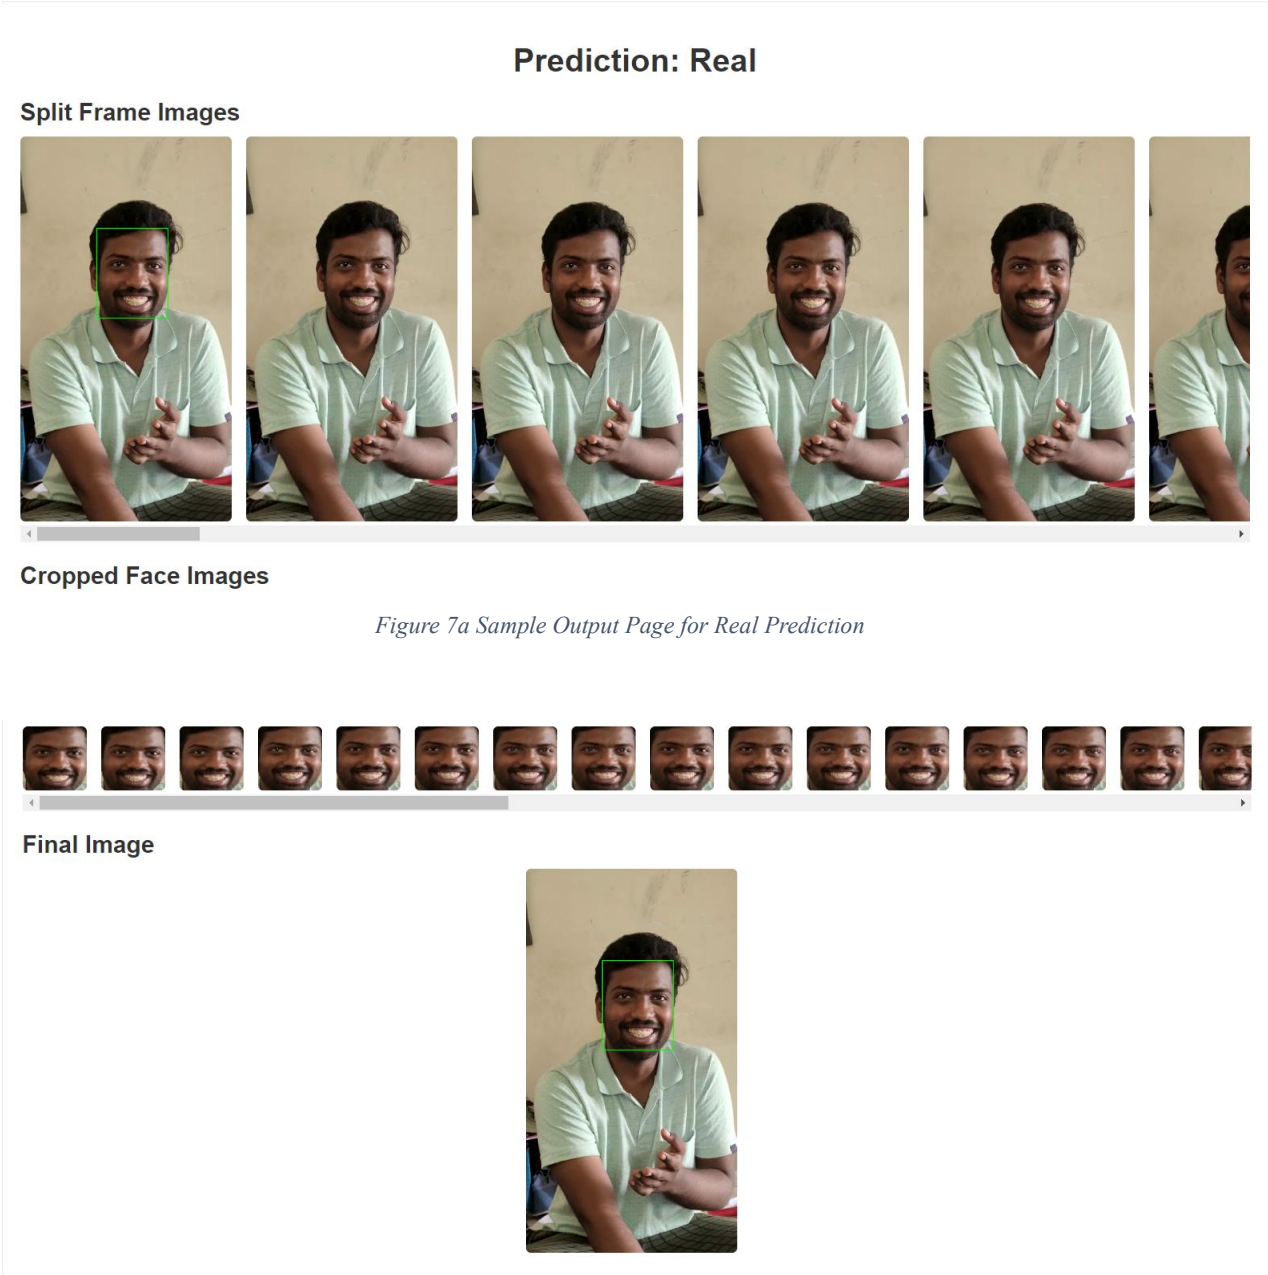 Prediction: Real
Split Frame Images
Cropped Face Images
Figure 7a Sample Output Page for Real Prediction
Final Image